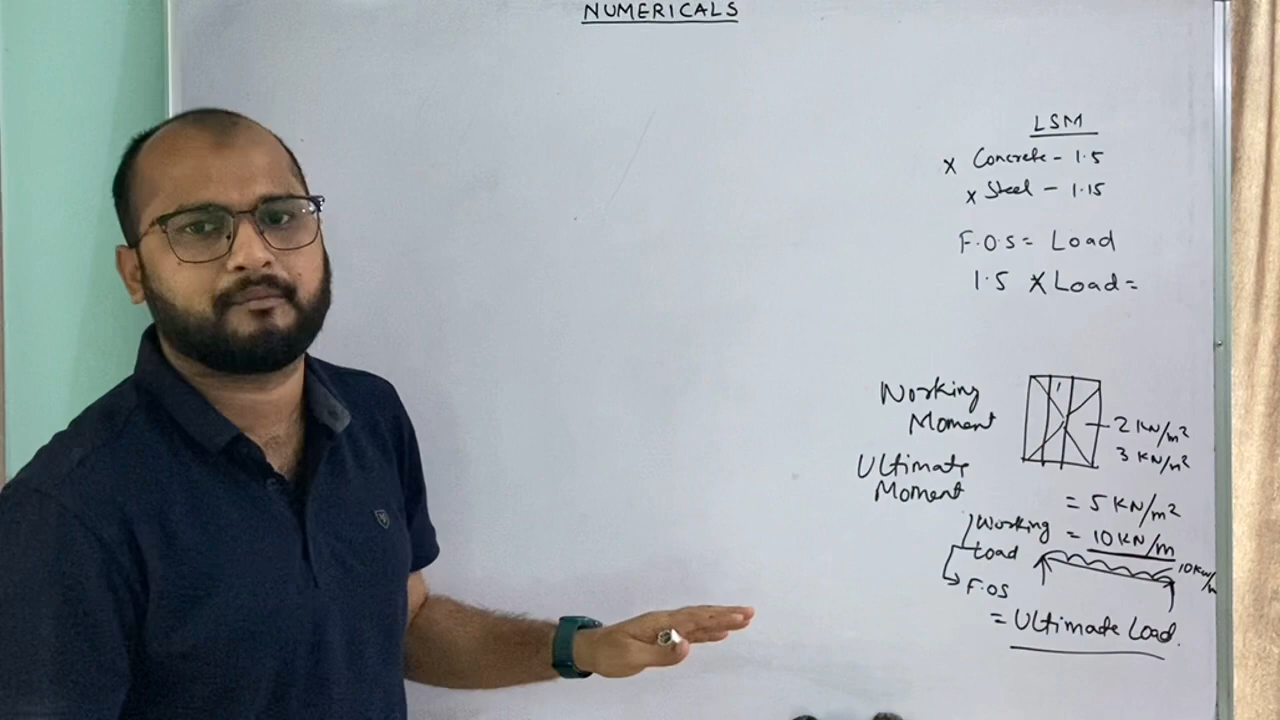 NUMERICALS
LSM
x Concrete - 1.5
x Steel - 1.15
F.O.S = Load
1.5 x Load =
Working
Moment
2 KN/m²
3 KN/m²
Ultimate
Moment
= 5 KN/m²
Working = 10 KN/m
Load
10 KN/m
F.OS
= Ultimate Load.